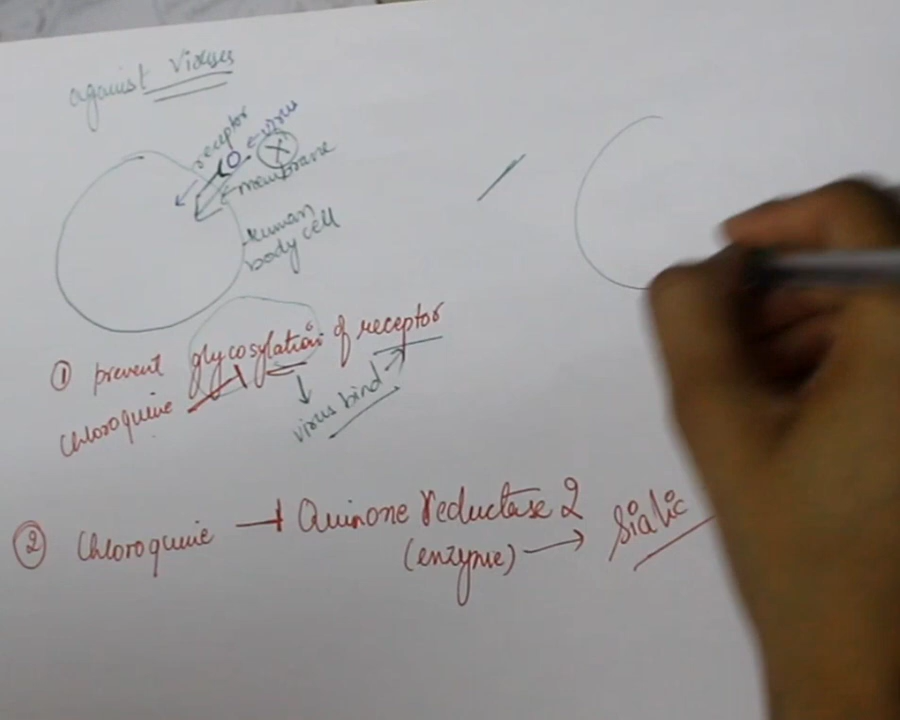 against Viruses
receptor
e-virus
X
membrane
human
body cell
① prevent glycosylation of receptor
Chloroquine
virus bind
② Chloroquine Quinone reductase 2
(enzyme) → Sialic